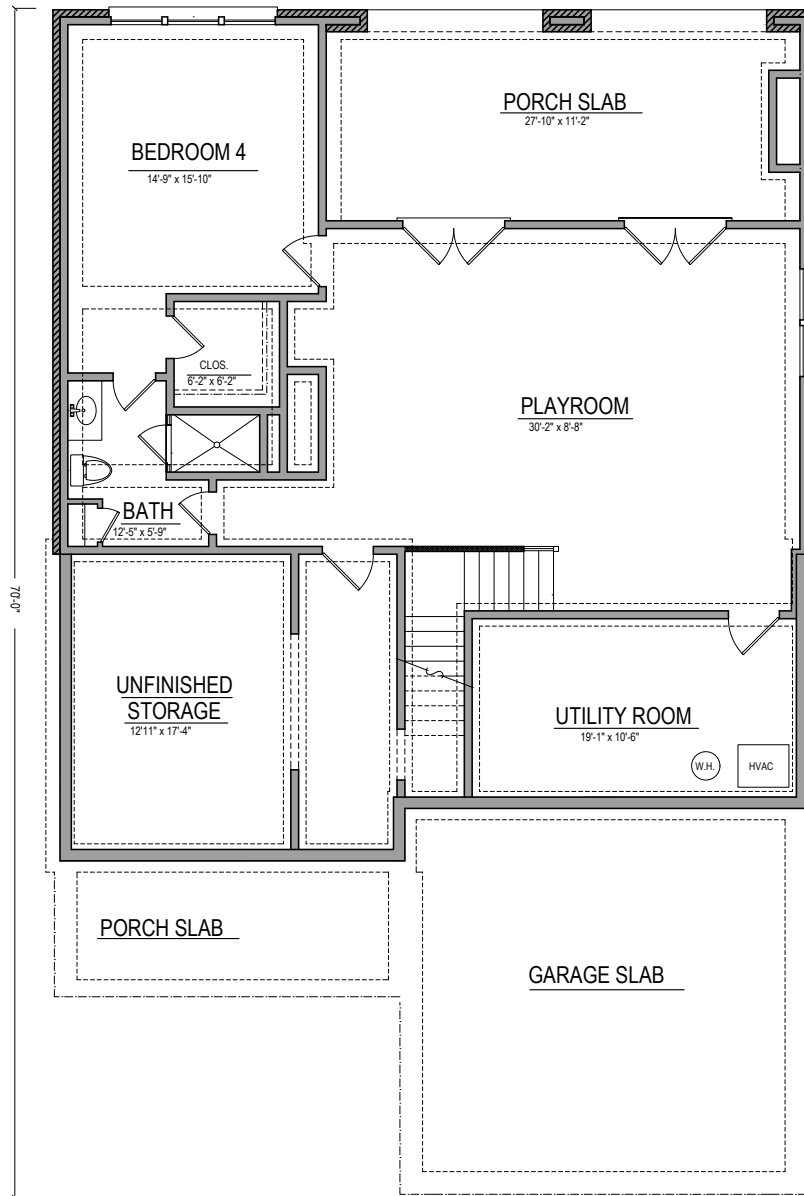 PORCH SLAB
27'-10" x 11'-2"
BEDROOM 4
14'-9" x 15'-10"
CLOS.
6'-2" x 6'-2"
PLAYROOM
30'-2" x 8'-8"
BATH
12'-5" x 5'-9"
70'-0"
UNFINISHED
STORAGE
12'11" x 17'-4"
UTILITY ROOM
19'-1" x 10'-6"
W.H.
HVAC
PORCH SLAB
GARAGE SLAB